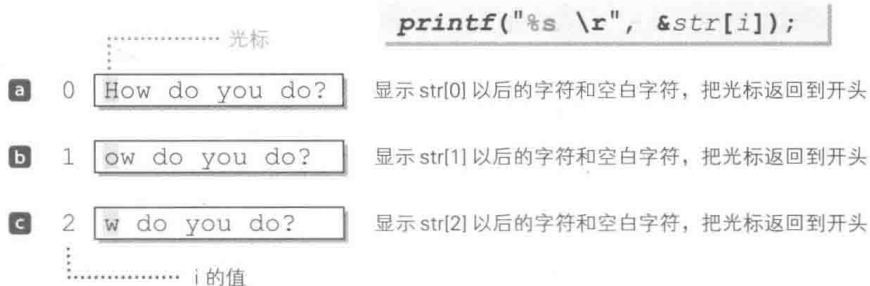 printf("%s \r", &str[i]);
光标
a 0 How do you do? 显示 str[0] 以后的字符和空白字符，把光标返回到开头
b 1 ow do you do? 显示 str[1] 以后的字符和空白字符，把光标返回到开头
c 2 w do you do? 显示 str[2] 以后的字符和空白字符，把光标返回到开头
i 的值